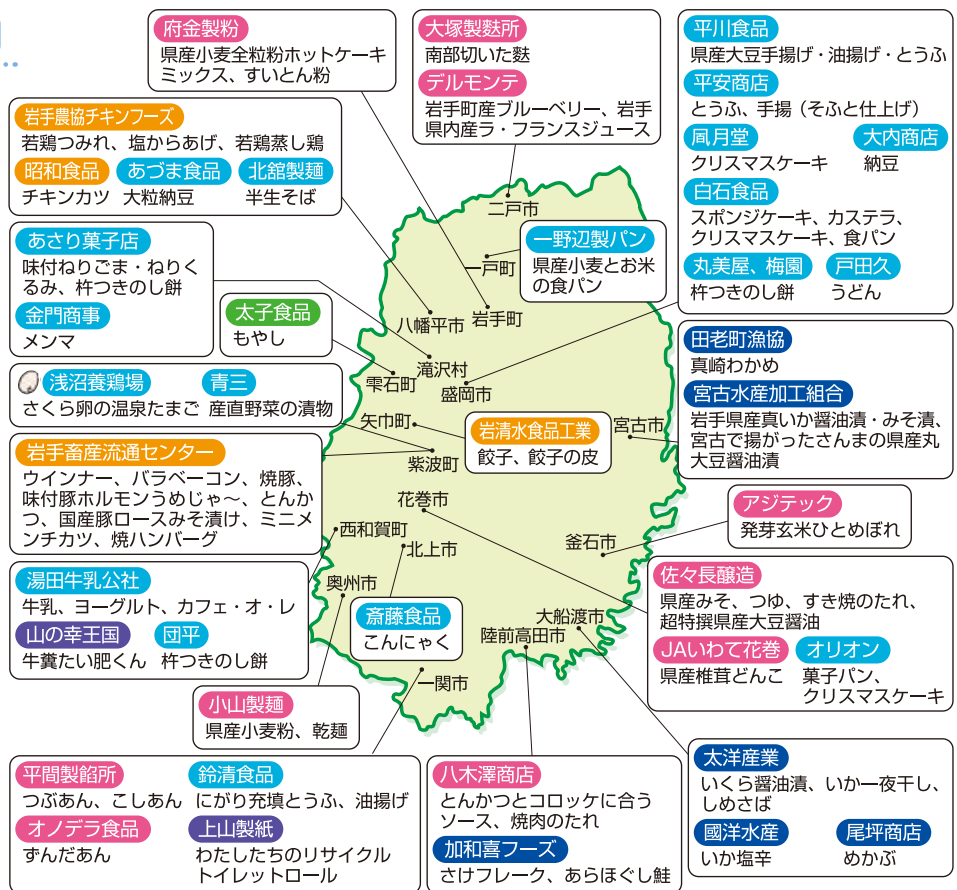 府金製粉
県産小麦全粒粉ホットケーキ
ミックス、すいとん粉
大塚製麩所
南部切いた麸
デルモンテ
岩手町産ブルーベリー、岩手
県内産ラ・フランスジュース
平川食品
県産大豆手揚げ・油揚げ・とうふ
平安商店
とうふ、手揚（そふと仕上げ）
凮月堂 大内商店
クリスマスケーキ 納豆
白石食品
スポンジケーキ、カステラ、
クリスマスケーキ、食パン
丸美屋、梅園 戸田久
杵つきのし餅 うどん
岩手農協チキンフーズ
若鶏つみれ、塩からあげ、若鶏蒸し鶏
昭和食品 あづま食品 北舘製麺
チキンカツ 大粒納豆 半生そば
あさり菓子店
味付ねりごま・ねりく
るみ、杵つきのし餅
金門商事
メンマ
太子食品
もやし
一野辺製パン
県産小麦とお米
の食パン
二戸市
一戸町
岩手町
八幡平市
滝沢村
雫石町
盛岡市
矢巾町
紫波町
宮古市
花巻市
西和賀町
北上市
釜石市
奥州市
大船渡市
陸前高田市
一関市
田老町漁協
真崎わかめ
宮古水産加工組合
岩手県産真いか醤油漬・みそ漬、
宮古で揚がったさんまの県産丸
大豆醤油漬
浅沼養鶏場 青三
さくら卵の温泉たまご 産直野菜の漬物
岩清水食品工業
餃子、餃子の皮
岩手畜産流通センター
ウインナー、バラベーコン、焼豚、
味付豚ホルモンうめじゃ～、とんか
つ、国産豚ロースみそ漬け、ミニメ
ンチカツ、焼ハンバーグ
アジテック
発芽玄米ひとめぼれ
湯田牛乳公社
牛乳、ヨーグルト、カフェ・オ・レ
山の幸王国 団平
牛糞たい肥くん 杵つきのし餅
斎藤食品
こんにゃく
佐々長醸造
県産みそ、つゆ、すき焼のたれ、
超特撰県産大豆醤油
JAいわて花巻 オリオン
県産椎茸どんこ 菓子パン、
クリスマスケーキ
小山製麺
県産小麦粉、乾麺
平間製餡所 鈴清食品
つぶあん、こしあん にがり充填とうふ、油揚げ
オノデラ食品 上山製紙
ずんだあん わたしたちのリサイクル
トイレットロール
八木澤商店
とんかつとコロッケに合う
ソース、焼肉のたれ
加和喜フーズ
さけフレーク、あらほぐし鮭
太洋産業
いくら醤油漬、いか一夜干し、
しめさば
國洋水産 尾坪商店
いか塩辛 めかぶ